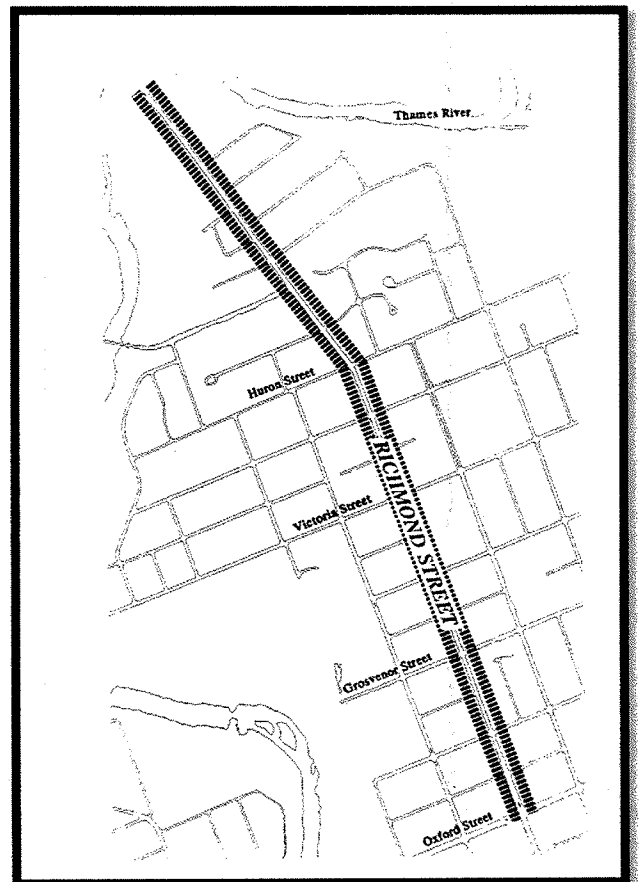 Thames River
Huron Street
RICHMOND STREET
Victoria Street
Grosvenor Street
Oxford Street